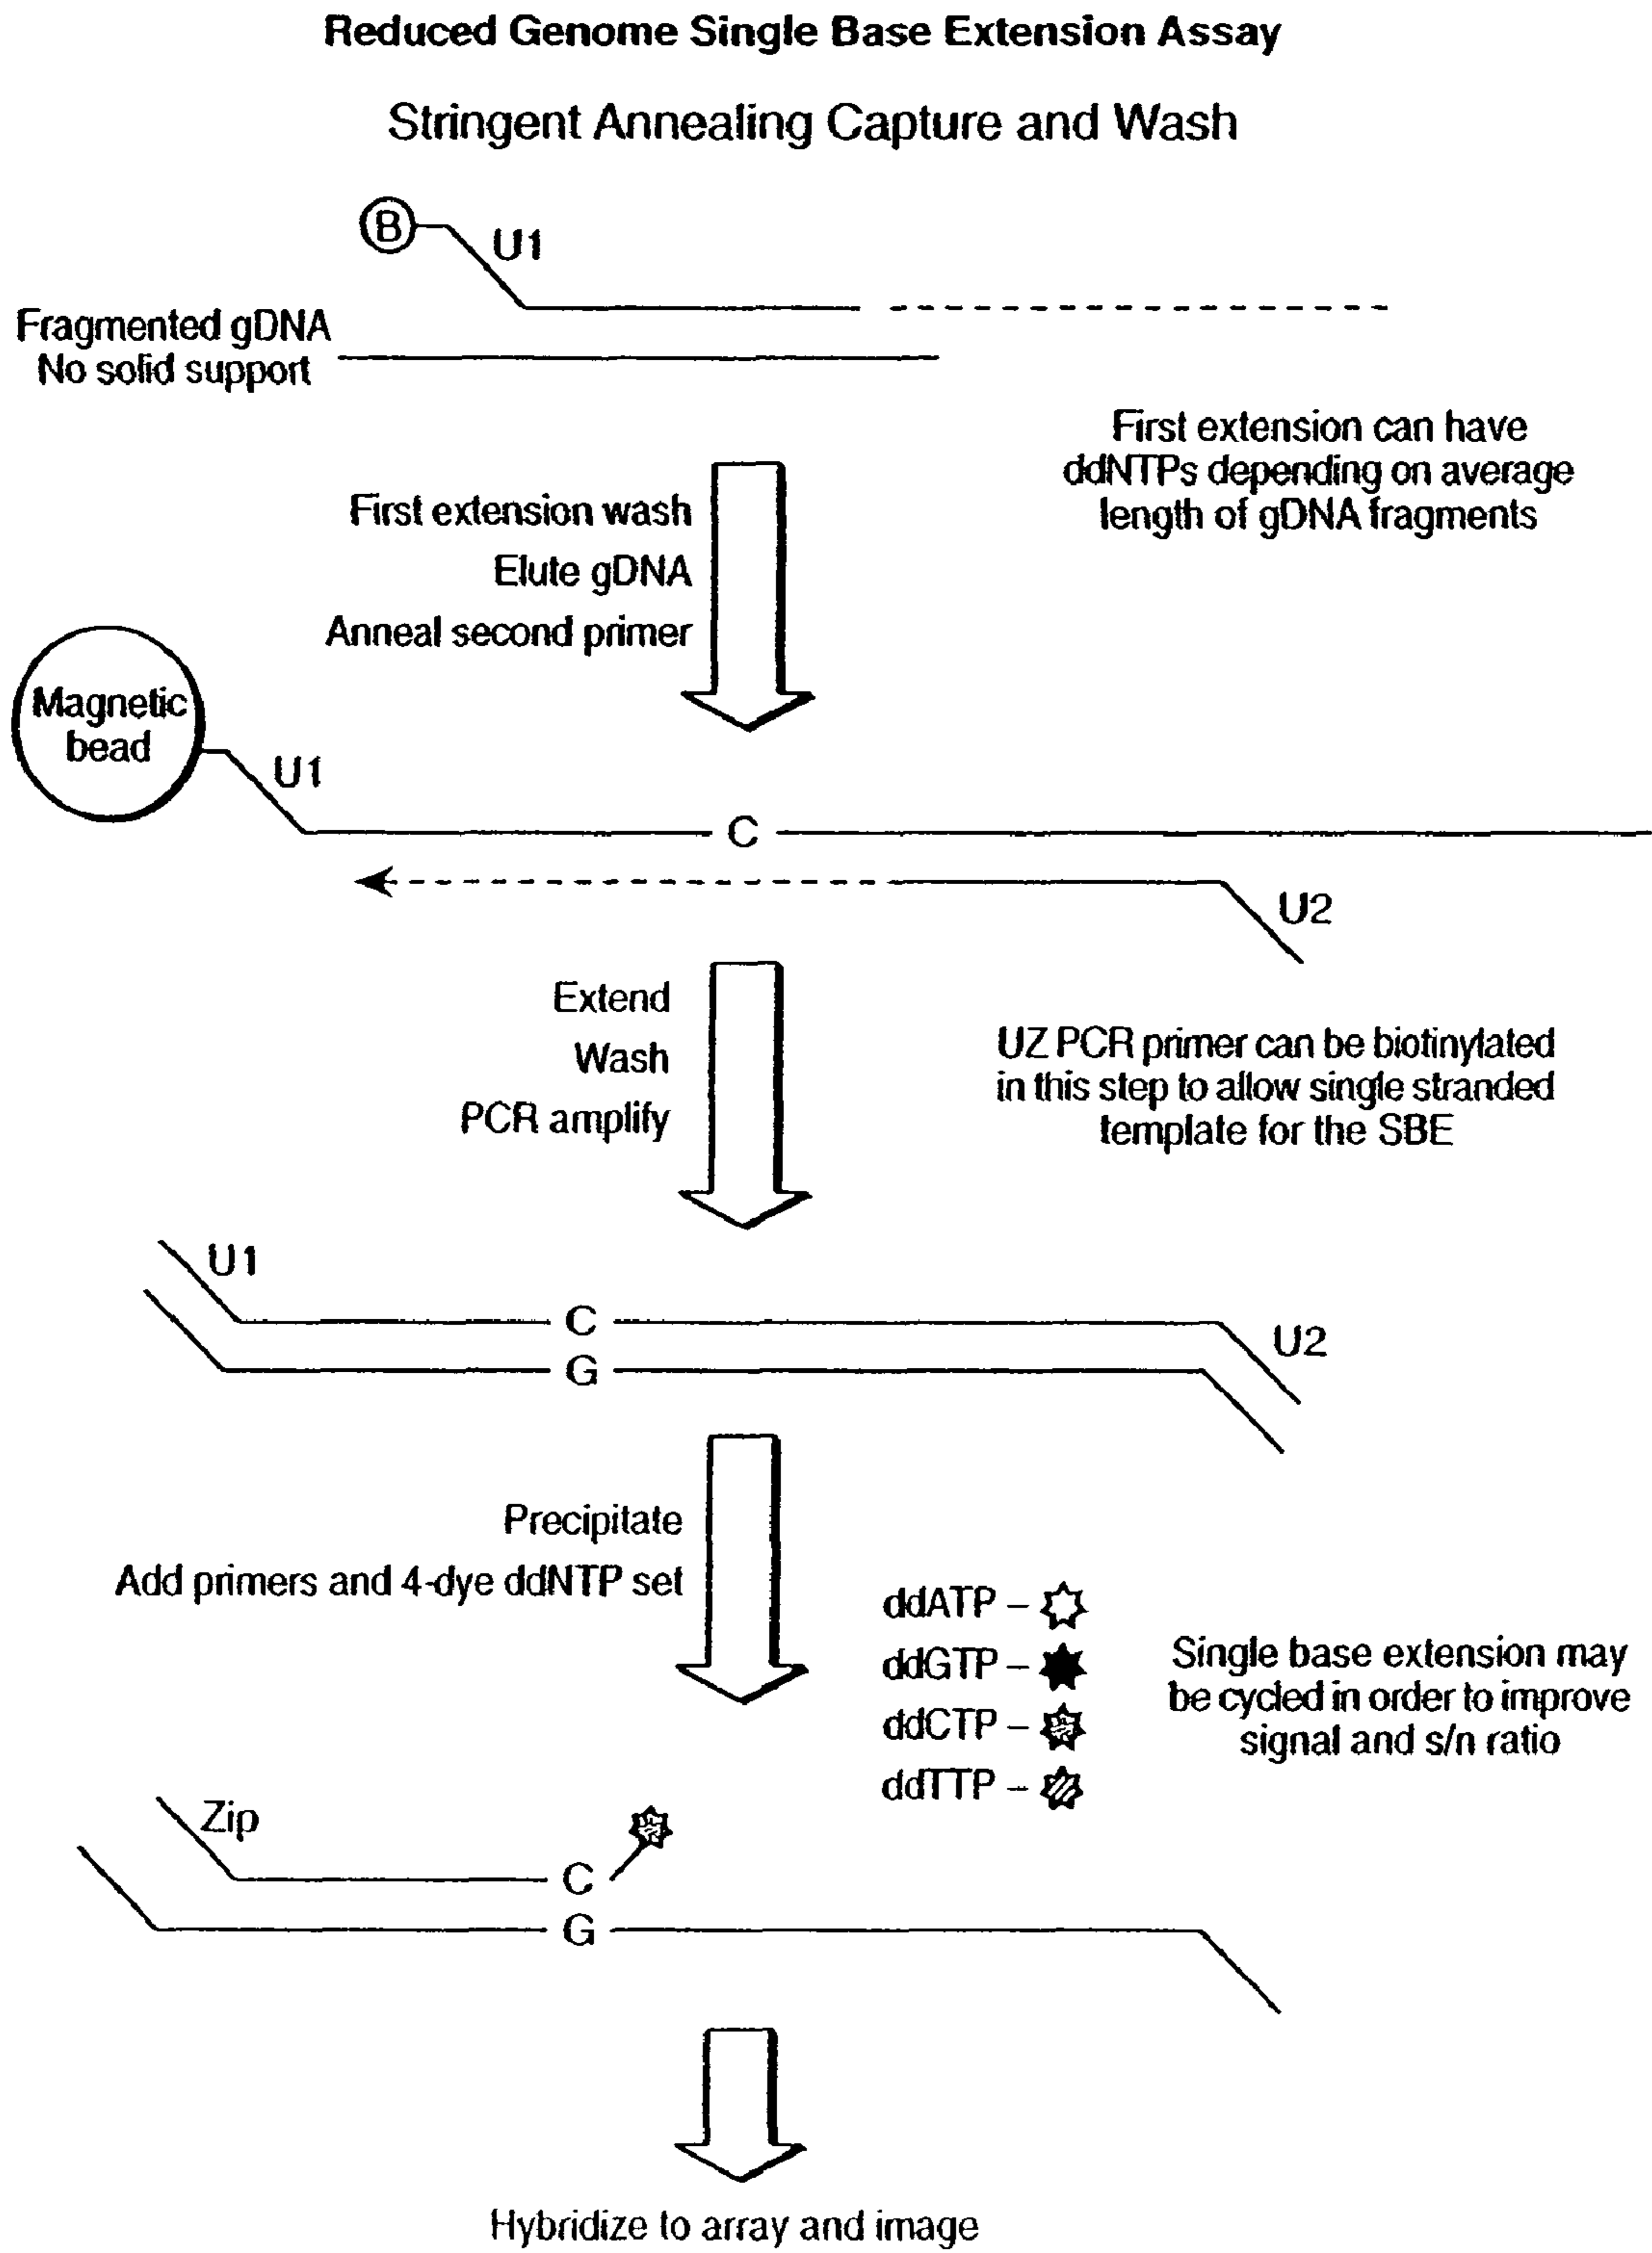 Reduced Genome Single Base Extension Assay
Stringent Annealing Capture and Wash
B
U1
Fragmented gDNA
No solid support
First extension can have
ddNTPs depending on average
length of gDNA fragments
First extension wash
Elute gDNA
Anneal second primer
Magnetic
bead
U1
C
U2
Extend
Wash
PCR amplify
UZ PCR primer can be biotinylated
in this step to allow single stranded
template for the SBE
U1
C
G
U2
Precipitate
Add primers and 4-dye ddNTP set
ddATP –
ddGTP –
ddCTP –
ddTTP –
Single base extension may
be cycled in order to improve
signal and s/n ratio
Zip
C
G
Hybridize to array and image